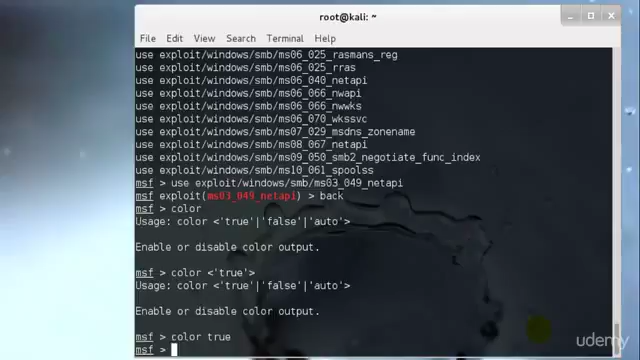 root@kali: ~
File Edit View Search Terminal Help
use exploit/windows/smb/ms06_025_rasmans_reg
use exploit/windows/smb/ms06_025_rras
use exploit/windows/smb/ms06_040_netapi
use exploit/windows/smb/ms06_066_nwapi
use exploit/windows/smb/ms06_066_nwwks
use exploit/windows/smb/ms06_070_wkssvc
use exploit/windows/smb/ms07_029_msdns_zonename
use exploit/windows/smb/ms08_067_netapi
use exploit/windows/smb/ms09_050_smb2_negotiate_func_index
use exploit/windows/smb/ms10_061_spoolss
msf > use exploit/windows/smb/ms03_049_netapi
msf exploit(ms03_049_netapi) > back
msf > color
Usage: color <'true'|'false'|'auto'>
Enable or disable color output.
msf > color <'true'>
Usage: color <'true'|'false'|'auto'>
Enable or disable color output.
msf > color true
msf >
udemy